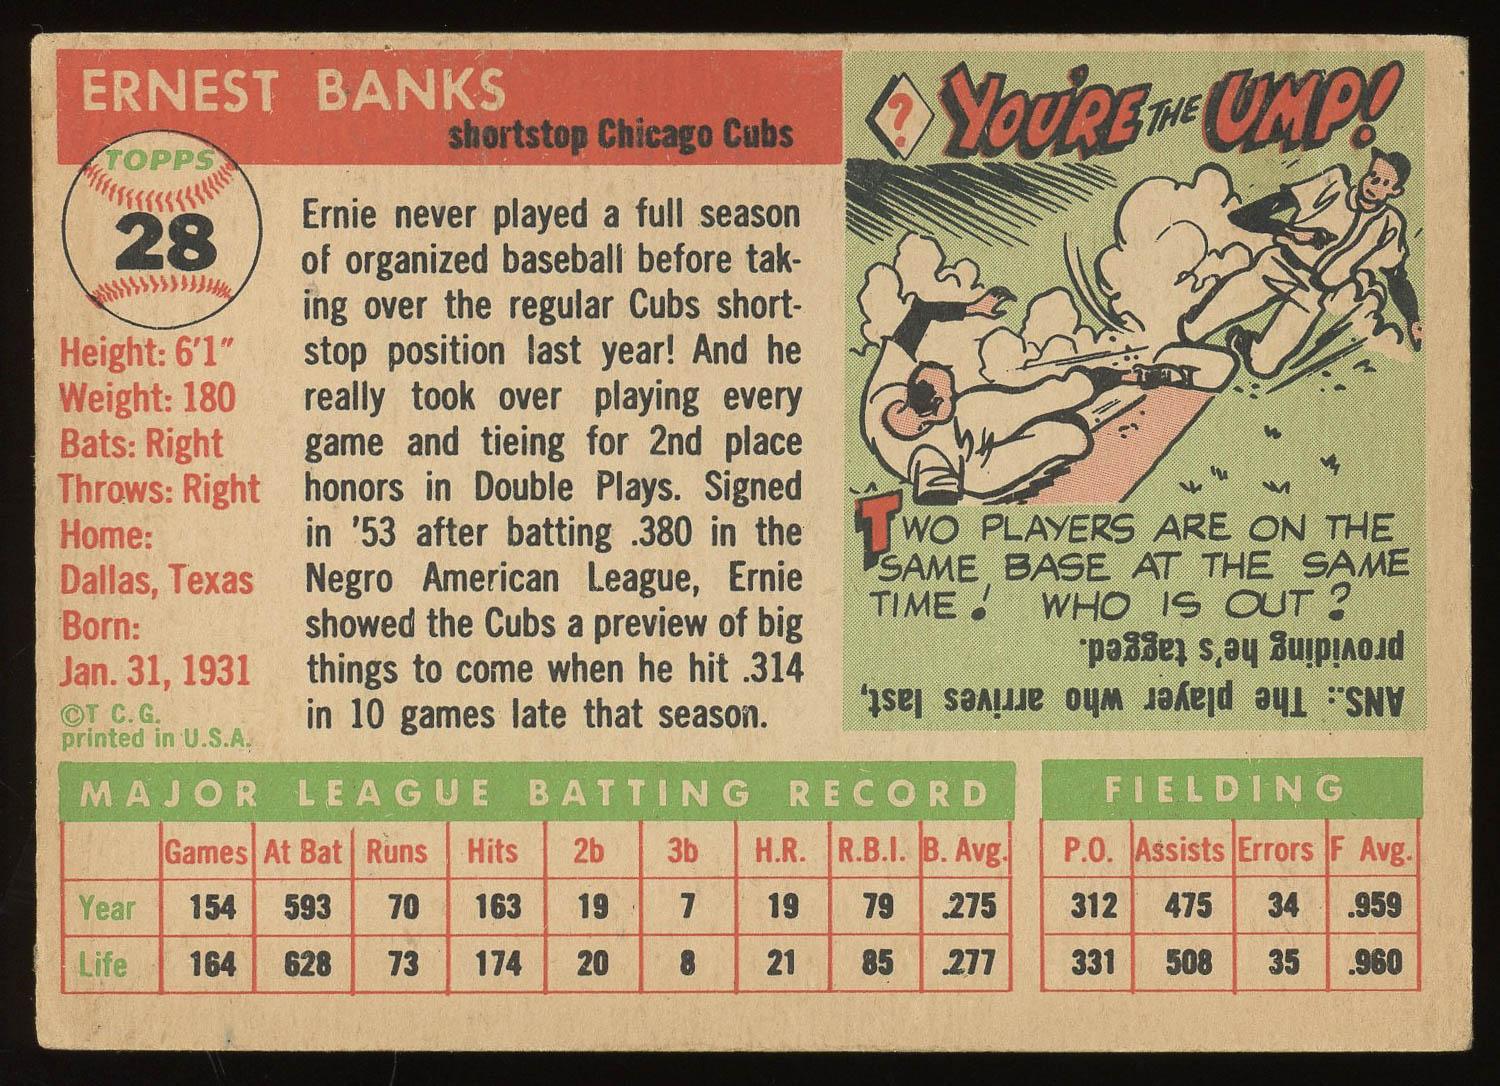 ERNEST BANKS
shortstop Chicago Cubs
TOPPS
28
Height: 6'1"
Weight: 180
Bats: Right
Throws: Right
Home:
Dallas, Texas
Born:
Jan. 31, 1931
©T C. G.
printed in U.S.A.
Ernie never played a full season
of organized baseball before tak-
ing over the regular Cubs short-
stop position last year! And he
really took over playing every
game and tieing for 2nd place
honors in Double Plays. Signed
in '53 after batting .380 in the
Negro American League, Ernie
showed the Cubs a preview of big
things to come when he hit .314
in 10 games late that season.
? YOU'RE THE UMP!
TWO PLAYERS ARE ON THE
SAME BASE AT THE SAME
TIME! WHO IS OUT?
ANS.: The player who arrives last,
providing he's tagged.
MAJOR LEAGUE BATTING RECORD
Games At Bat Runs Hits 2b 3b H.R. R.B.I. B. Avg.
Year 154 593 70 163 19 7 19 79 .275
Life 164 628 73 174 20 8 21 85 .277
FIELDING
P.O. Assists Errors F Avg.
312 475 34 .959
331 508 35 .960